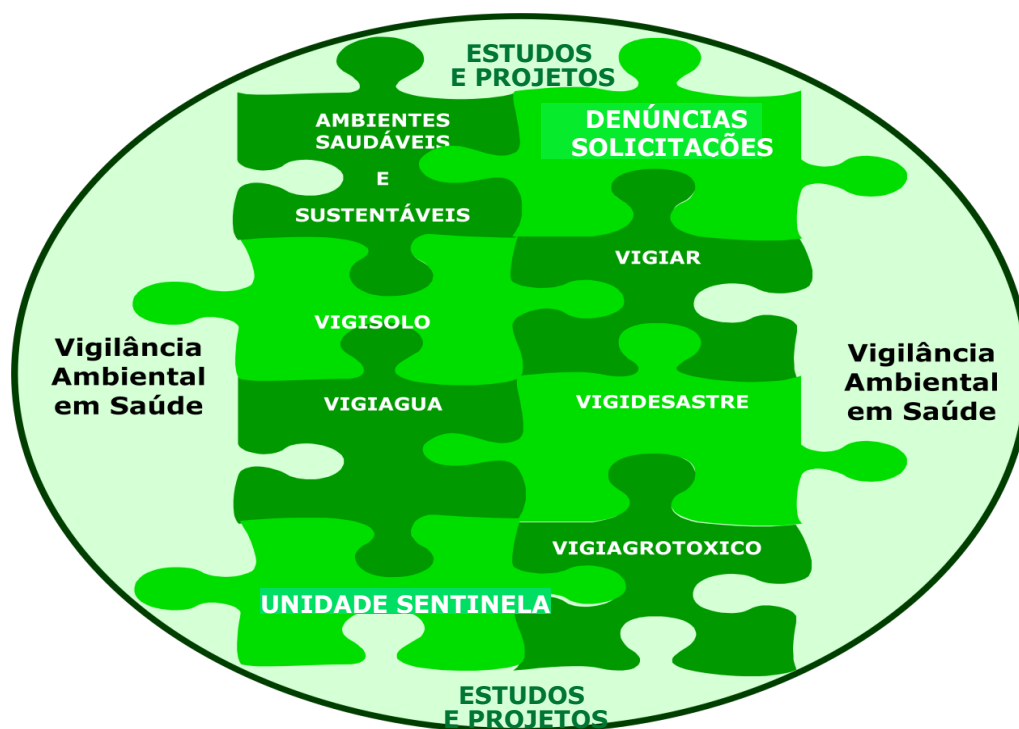 ESTUDOS
E PROJETOS
AMBIENTES
SAUDÁVEIS
E
SUSTENTÁVEIS
DENÚNCIAS
SOLICITAÇÕES
VIGIAR
VIGISOLO
Vigilância
Ambiental
em Saúde
VIGIAGUA
VIGIDESASTRE
Vigilância
Ambiental
em Saúde
VIGIAGROTOXICO
UNIDADE SENTINELA
ESTUDOS
E PROJETOS